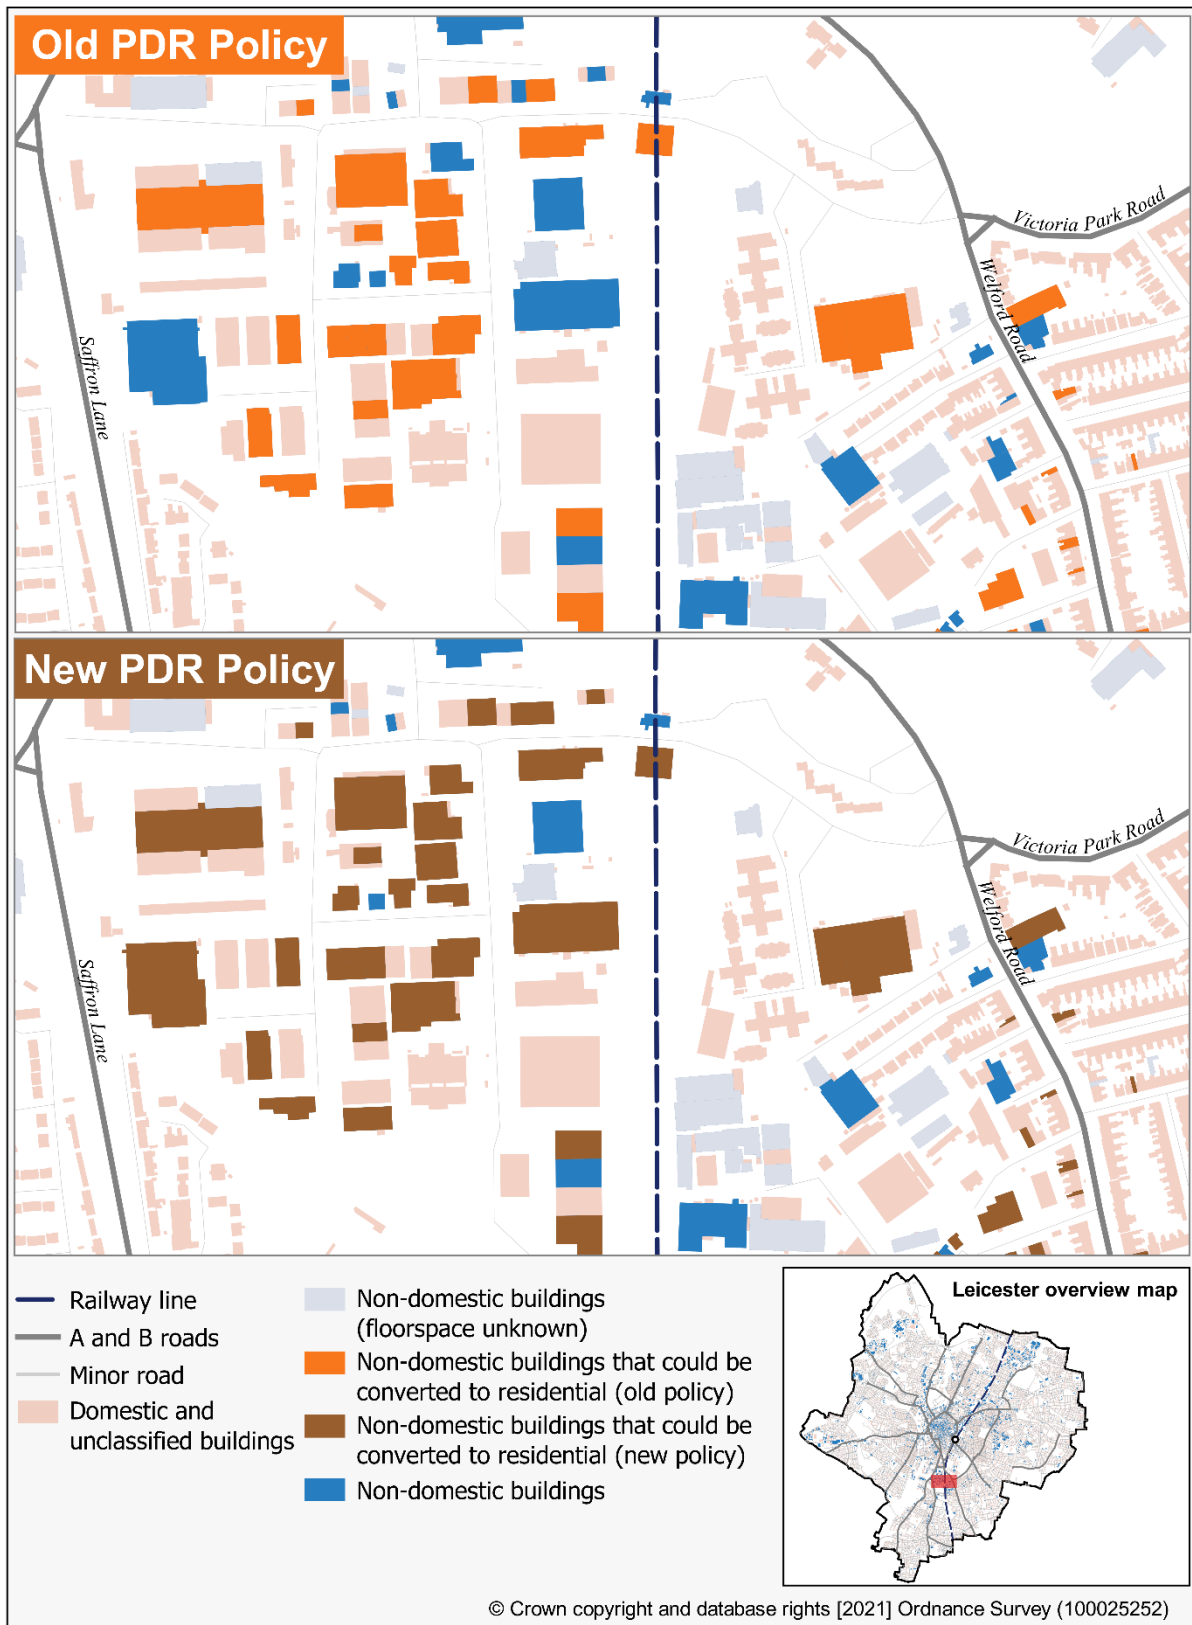 Old PDR Policy
Victoria Park Road
Welford Road
Saffron Lane
New PDR Policy
Victoria Park Road
Welford Road
Saffron Lane
Railway line
A and B roads
Minor road
Domestic and
unclassified buildings
Non-domestic buildings
(floorspace unknown)
Non-domestic buildings that could be
converted to residential (old policy)
Non-domestic buildings that could be
converted to residential (new policy)
Non-domestic buildings
Leicester overview map
© Crown copyright and database rights [2021] Ordnance Survey (100025252)